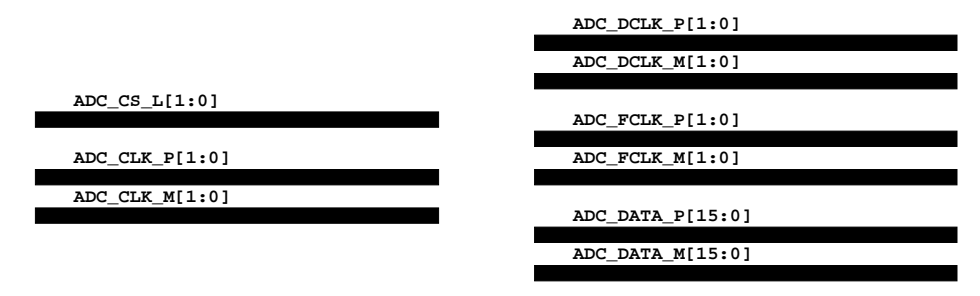 ADC_CS_L[1:0]
ADC_CLK_P[1:0]
ADC_CLK_M[1:0]
ADC_DCLK_P[1:0]
ADC_DCLK_M[1:0]
ADC_FCLK_P[1:0]
ADC_FCLK_M[1:0]
ADC_DATA_P[15:0]
ADC_DATA_M[15:0]